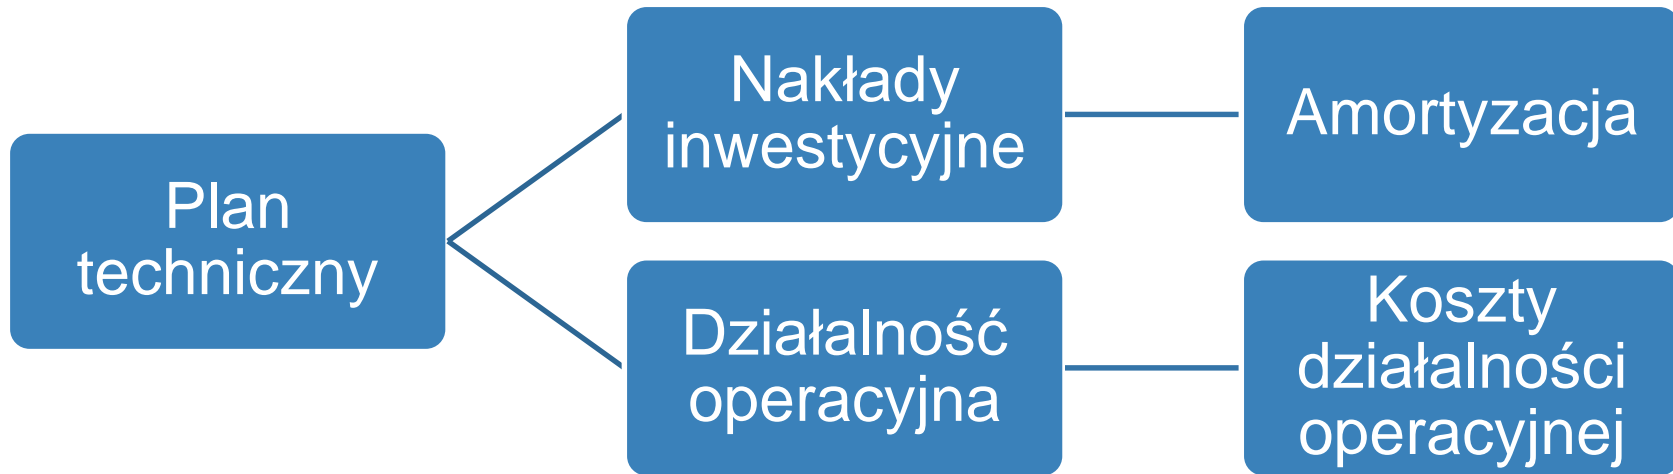 Plan
techniczny
Nakłady
inwestycyjne
Amortyzacja
Działalność
operacyjna
Koszty
działalności
operacyjnej